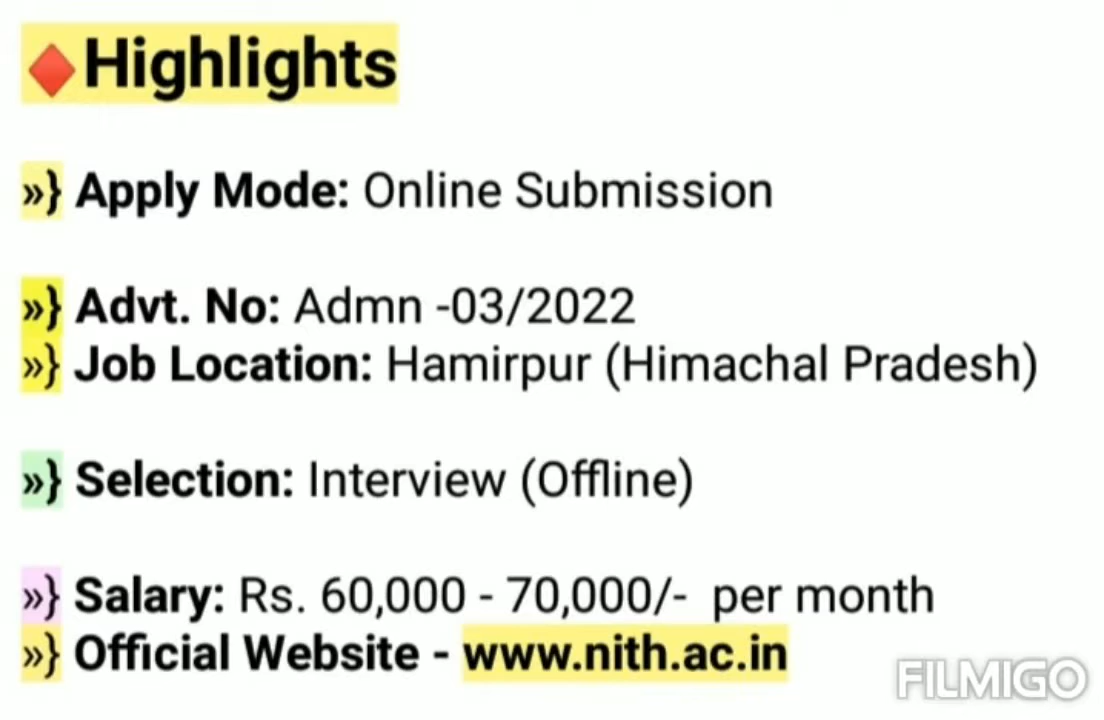 ♦Highlights
»} Apply Mode: Online Submission
»} Advt. No: Admn -03/2022
»} Job Location: Hamirpur (Himachal Pradesh)
»} Selection: Interview (Offline)
»} Salary: Rs. 60,000 - 70,000/-  per month
»} Official Website - www.nith.ac.in
FILMIGO